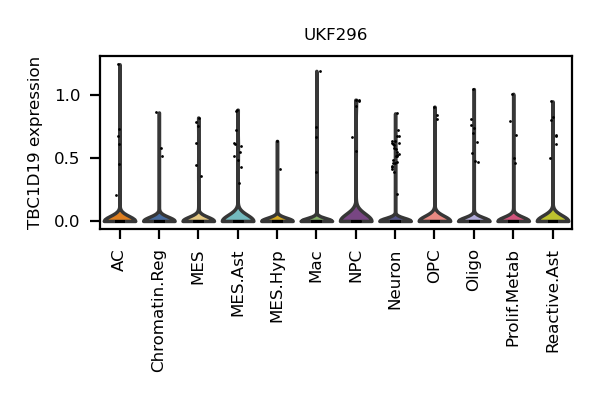 UKF296
TBC1D19 expression
1.0
0.5
0.0
AC
Chromatin.Reg
MES
MES.Ast
MES.Hyp
Mac
NPC
Neuron
OPC
Oligo
Prolif.Metab
Reactive.Ast